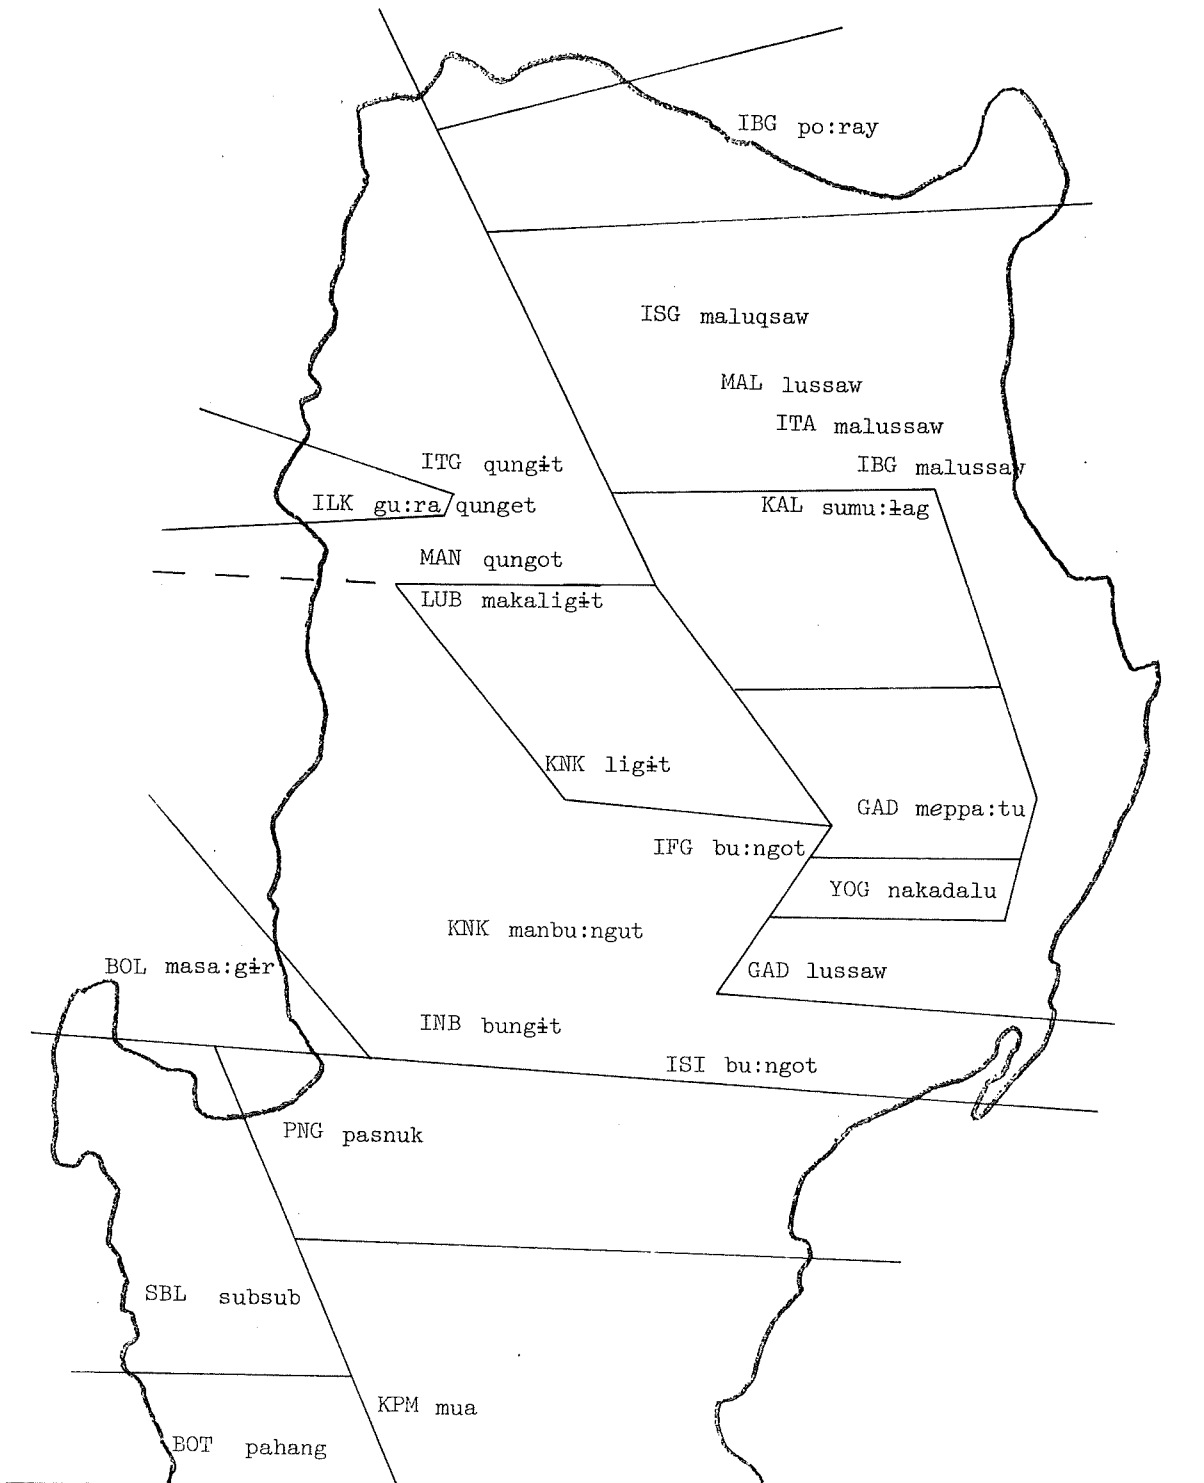 IBG po:ray
ISG maluqsaw
MAL lussaw
ITA malussaw
ITG qungɨt
IBG malussaw
ILK gu:ra/qunget
KAL sumu:łag
MAN qungot
LUB makaligɨt
KNK ligɨt
GAD meppa:tu
IFG bu:ngot
YOG nakadalu
KNK manbu:ngut
BOL masa:gɨr
GAD lussaw
INB bungɨt
ISI bu:ngot
PNG pasnuk
SBL subsub
KPM mua
BOT pahang